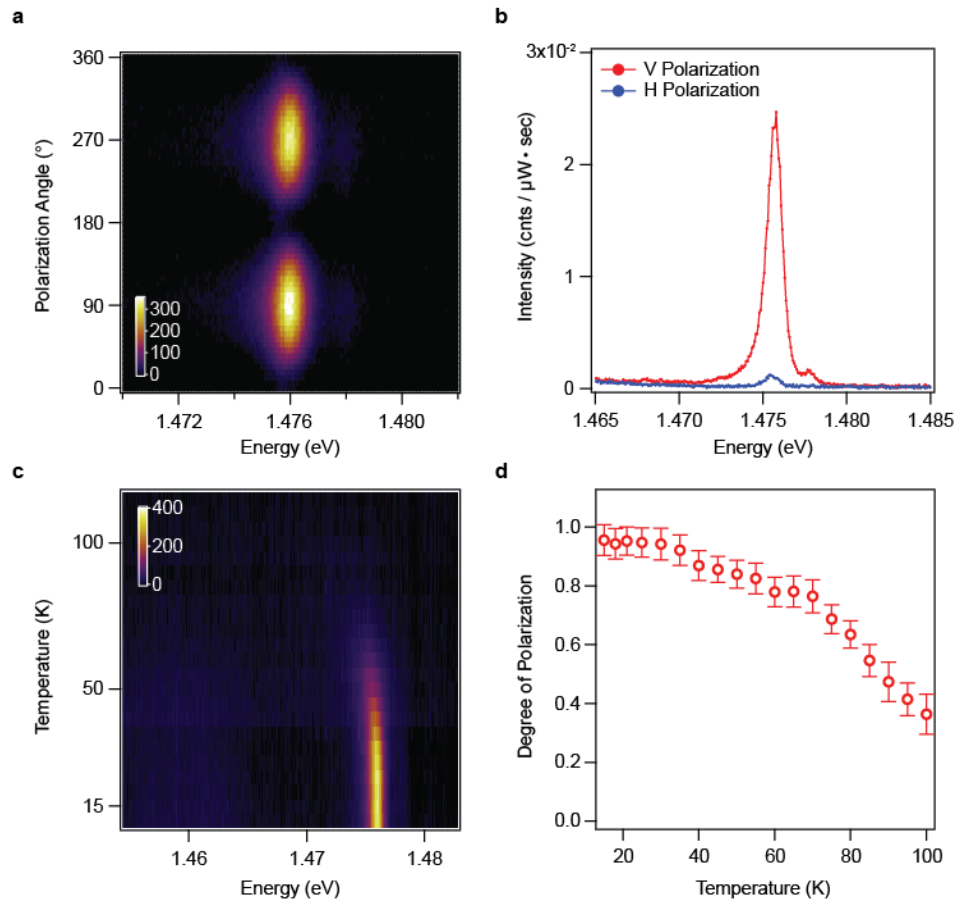 a
360
270
180
90
0
Polarization Angle (°)
300
200
100
0
1.472
1.476
1.480
Energy (eV)
b
3x10-2
2
1
0
Intensity (cnts / µW • sec)
V Polarization
H Polarization
1.465
1.470
1.475
1.480
1.485
Energy (eV)
c
100
50
15
Temperature (K)
400
200
0
1.46
1.47
1.48
Energy (eV)
d
1.0
0.8
0.6
0.4
0.2
0.0
Degree of Polarization
20
40
60
80
100
Temperature (K)